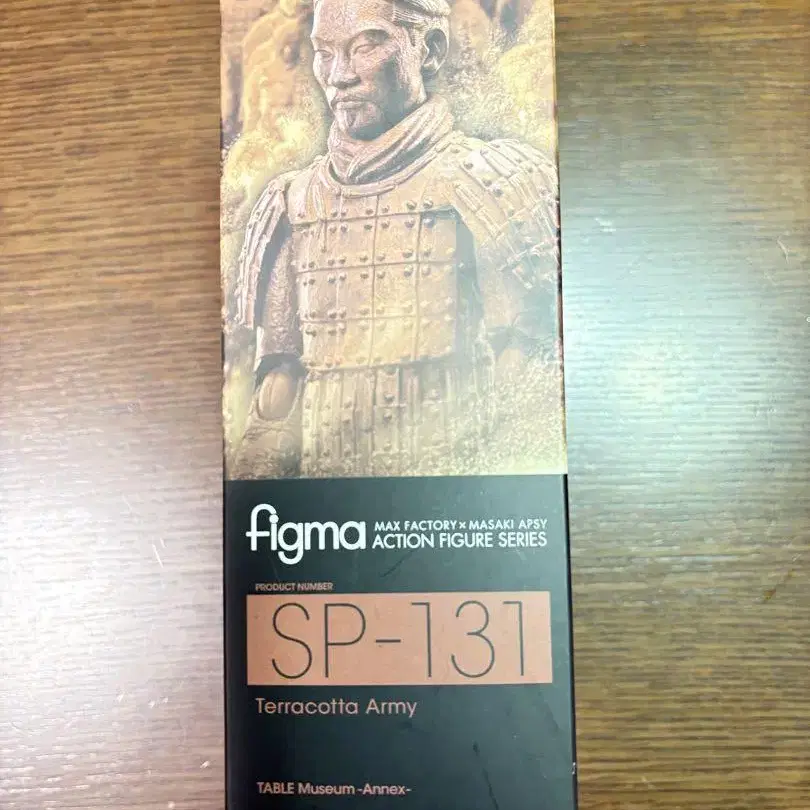 figma MAX FACTORY × MASAKI APSY
ACTION FIGURE SERIES
PRODUCT NUMBER
SP-131
Terracotta Army
TABLE Museum -Annex-